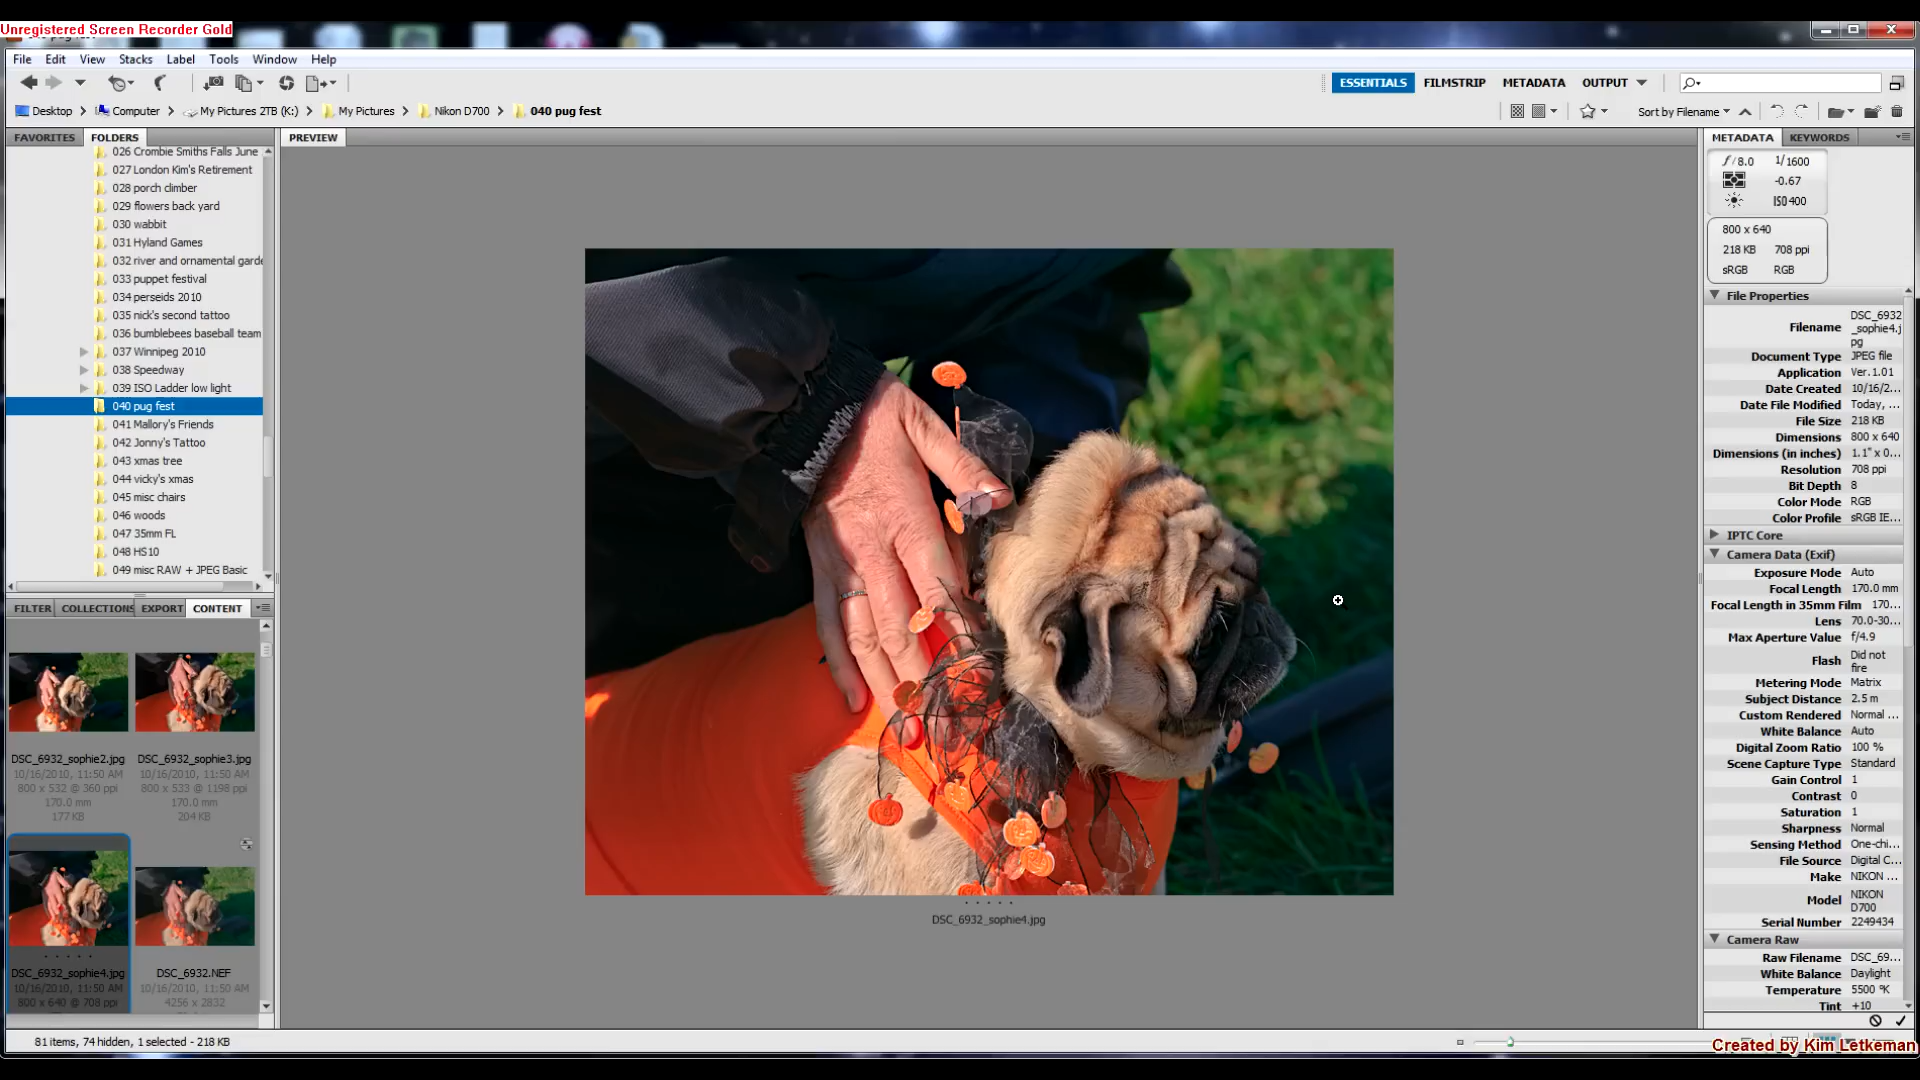 Unregistered Screen Recorder Gold
File Edit View Stacks Label Tools Window Help
ESSENTIALS FILMSTRIP METADATA OUTPUT
Desktop Computer My Pictures 2TB (K:) My Pictures Nikon D700 040 pug fest
Sort by Filename
FAVORITES FOLDERS
026 Crombie Smiths Falls June
027 London Kim's Retirement
028 porch climber
029 flowers back yard
030 wabbit
031 Hyland Games
032 river and ornamental garde
033 puppet festival
034 perseids 2010
035 nick's second tattoo
036 bumblebees baseball team
037 Winnipeg 2010
038 Speedway
039 ISO Ladder low light
040 pug fest
041 Mallory's Friends
042 Jonny's Tattoo
043 xmas tree
044 vicky's xmas
045 misc chairs
046 woods
047 35mm FL
048 HS10
049 misc RAW + JPEG Basic
FILTER COLLECTIONS EXPORT CONTENT
DSC_6932_sophie2.jpg DSC_6932_sophie3.jpg
10/16/2010, 11:50 AM 10/16/2010, 11:50 AM
800 x 532 @ 360 ppi 800 x 533 @ 1198 ppi
170.0 mm 170.0 mm
177 KB 204 KB
DSC_6932_sophie4.jpg DSC_6932.NEF
10/16/2010, 11:50 AM 10/16/2010, 11:50 AM
800 x 640 @ 708 ppi 4256 x 2832
81 items, 74 hidden, 1 selected - 218 KB
PREVIEW
DSC_6932_sophie4.jpg
METADATA KEYWORDS
f/8.0 1/1600
-0.67
ISO 400
800 x 640
218 KB 708 ppi
sRGB RGB
File Properties
Filename DSC_6932
_sophie4.j
pg
Document Type JPEG file
Application Ver.1.01
Date Created 10/16/2...
Date File Modified Today, ...
File Size 218 KB
Dimensions 800 x 640
Dimensions (in inches) 1.1" x 0...
Resolution 708 ppi
Bit Depth 8
Color Mode RGB
Color Profile sRGB IE...
IPTC Core
Camera Data (Exif)
Exposure Mode Auto
Focal Length 170.0 mm
Focal Length in 35mm Film 170...
Lens 70.0-30...
Max Aperture Value f/4.9
Flash Did not
fire
Metering Mode Matrix
Subject Distance 2.5 m
Custom Rendered Normal ...
White Balance Auto
Digital Zoom Ratio 100 %
Scene Capture Type Standard
Gain Control 1
Contrast 0
Saturation 1
Sharpness Normal
Sensing Method One-chi...
File Source Digital C...
Make NIKON ...
Model NIKON
D700
Serial Number 2249434
Camera Raw
Raw Filename DSC_69...
White Balance Daylight
Temperature 5500 °K
Tint +10
Created by Kim Letkeman